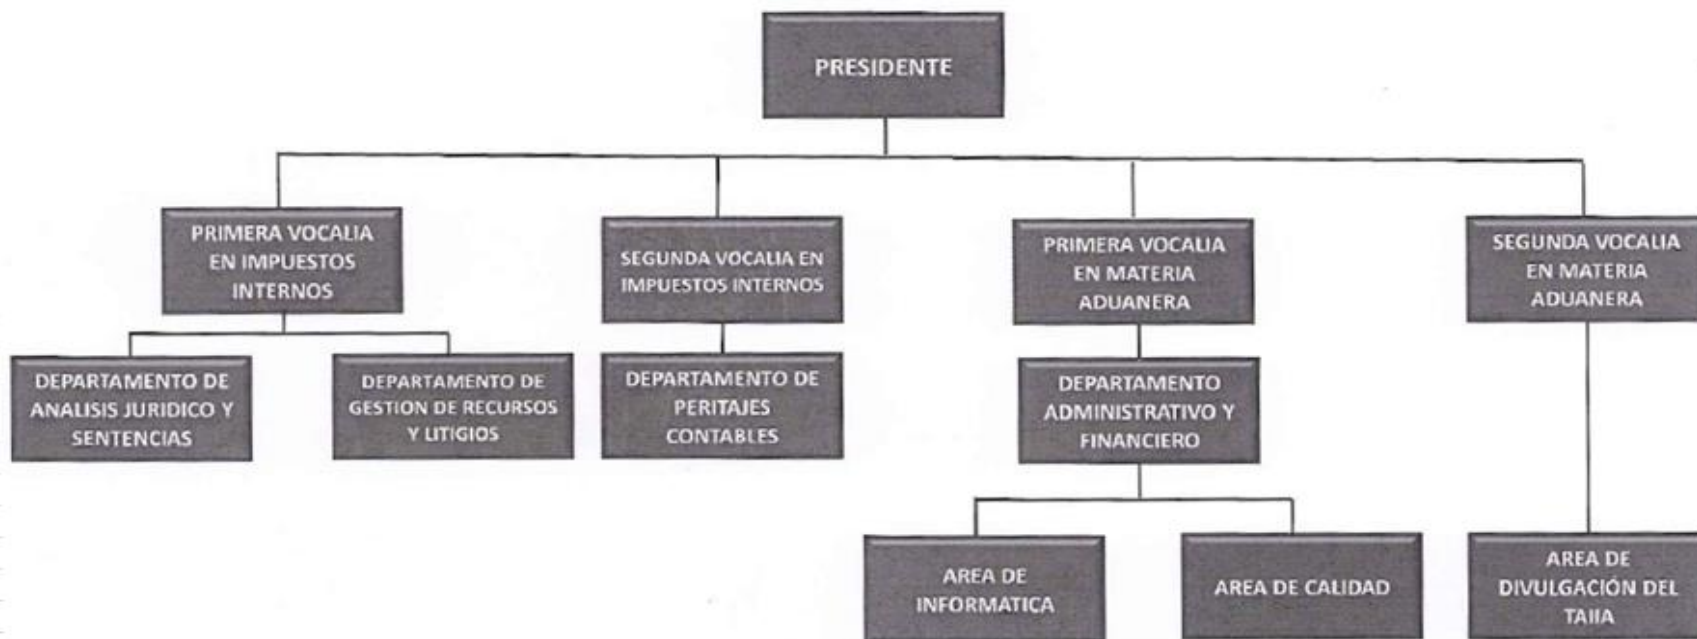 PRESIDENTE
PRIMERA VOCALIA
EN IMPUESTOS
INTERNOS
SEGUNDA VOCALIA EN
IMPUESTOS INTERNOS
PRIMERA VOCALIA
EN MATERIA
ADUANERA
SEGUNDA VOCALIA
EN MATERIA
ADUANERA
DEPARTAMENTO DE
ANALISIS JURIDICO Y
SENTENCIAS
DEPARTAMENTO DE
GESTION DE RECURSOS
Y LITIGIOS
DEPARTAMENTO DE
PERITAJES
CONTABLES
DEPARTAMENTO
ADMINISTRATIVO Y
FINANCIERO
AREA DE
INFORMATICA
AREA DE CALIDAD
AREA DE
DIVULGACIÓN DEL
TAIIA